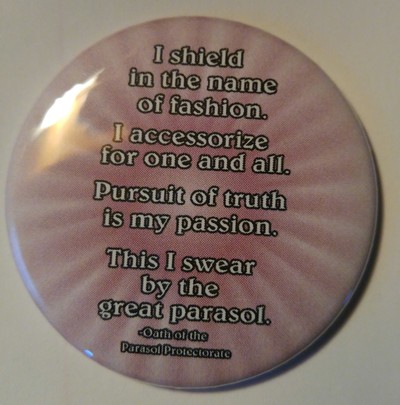 I shield
in the name
of fashion.
I accessorize
for one and all.
Pursuit of truth
is my passion.
This I swear
by the
great parasol.
-Oath of the
Parasol Protectorate